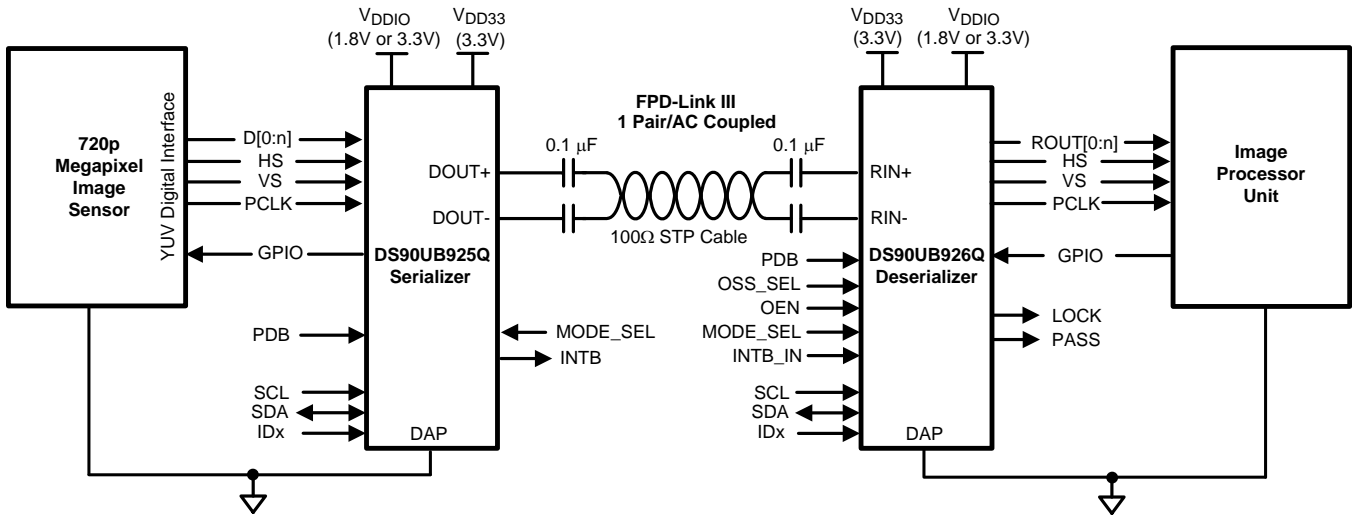 VDDIO
(1.8V or 3.3V)
VDD33
(3.3V)
VDD33
(3.3V)
VDDIO
(1.8V or 3.3V)
720p
Megapixel
Image
Sensor
YUV Digital Interface
D[0:n]
HS
VS
PCLK
GPIO
PDB
SCL
SDA
IDx
DOUT+
DOUT-
DS90UB925Q
Serializer
DAP
MODE_SEL
INTB
FPD-Link III
1 Pair/AC Coupled
0.1 μF
0.1 μF
100Ω STP Cable
PDB
OSS_SEL
OEN
MODE_SEL
INTB_IN
SCL
SDA
IDx
RIN+
RIN-
DS90UB926Q
Deserializer
DAP
ROUT[0:n]
HS
VS
PCLK
GPIO
LOCK
PASS
Image
Processor
Unit